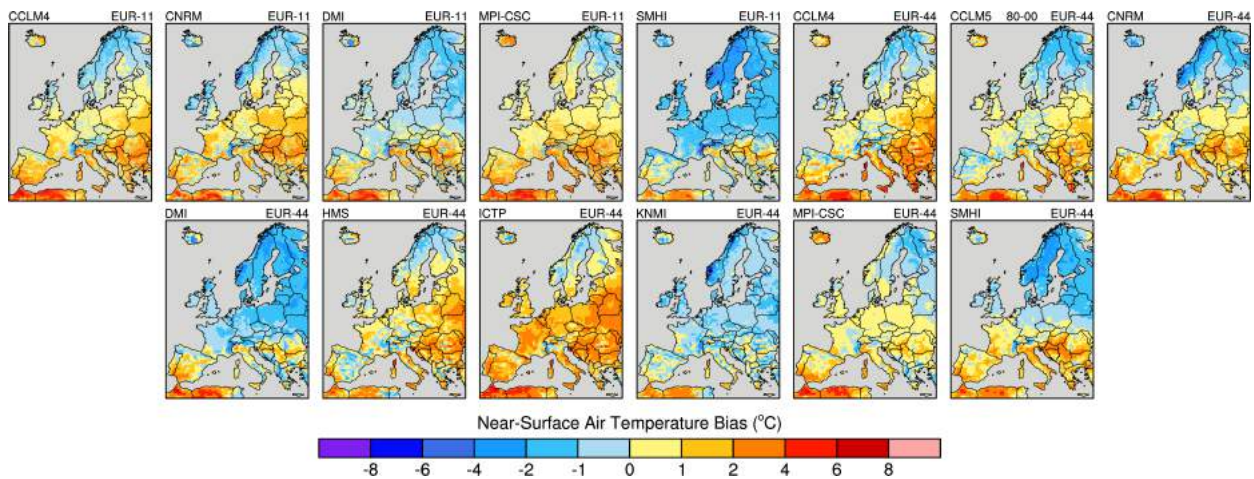 CCLM4 EUR-11 CNRM EUR-11 DMI EUR-11 MPI-CSC EUR-11 SMHI EUR-11 CCLM4 EUR-44 CCLM5 80-00 EUR-44 CNRM EUR-44
DMI EUR-44 HMS EUR-44 ICTP EUR-44 KNMI EUR-44 MPI-CSC EUR-44 SMHI EUR-44
Near-Surface Air Temperature Bias (°C)
-8 -6 -4 -2 -1 0 1 2 4 6 8